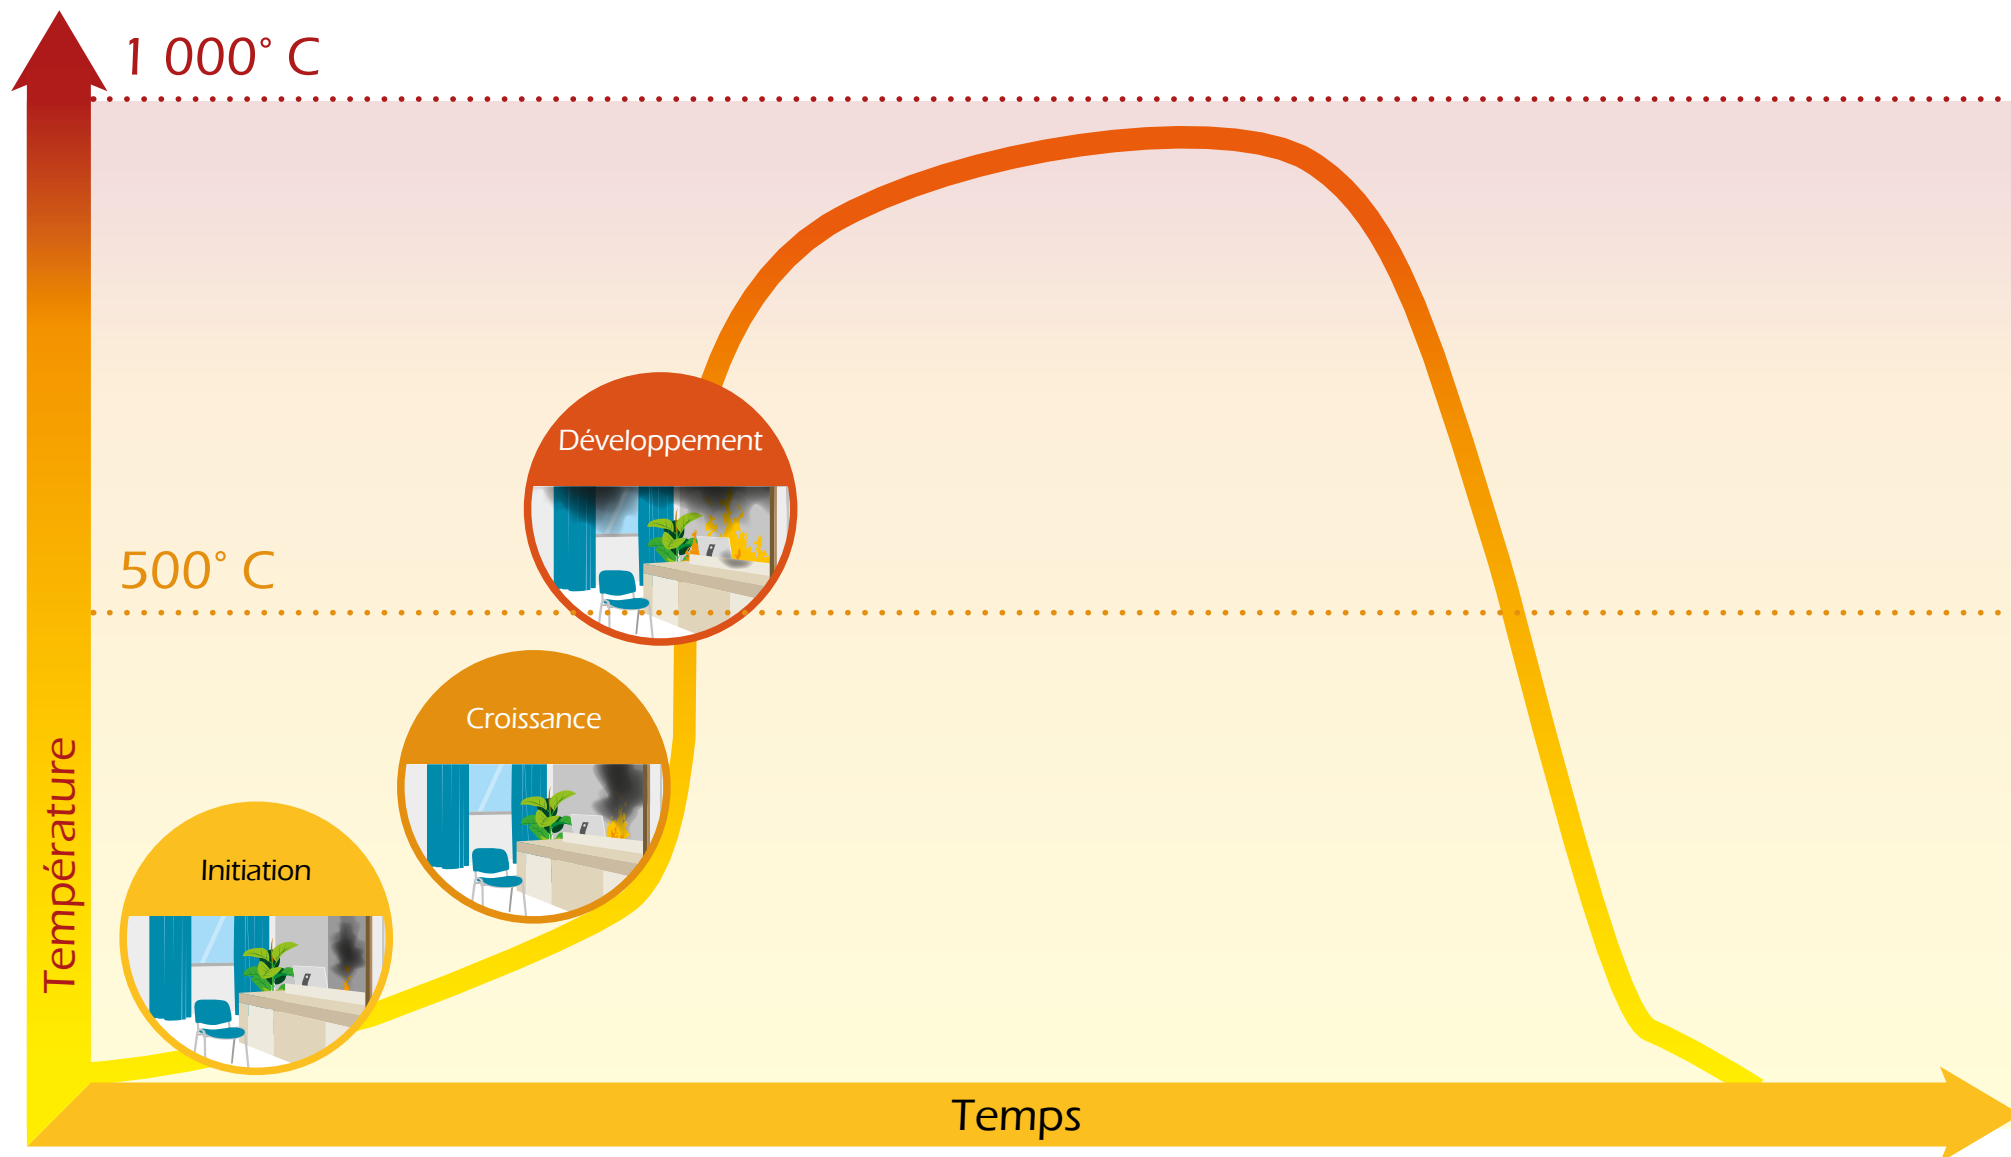 1 000° C
Développement
500° C
Croissance
Température
Initiation
Temps